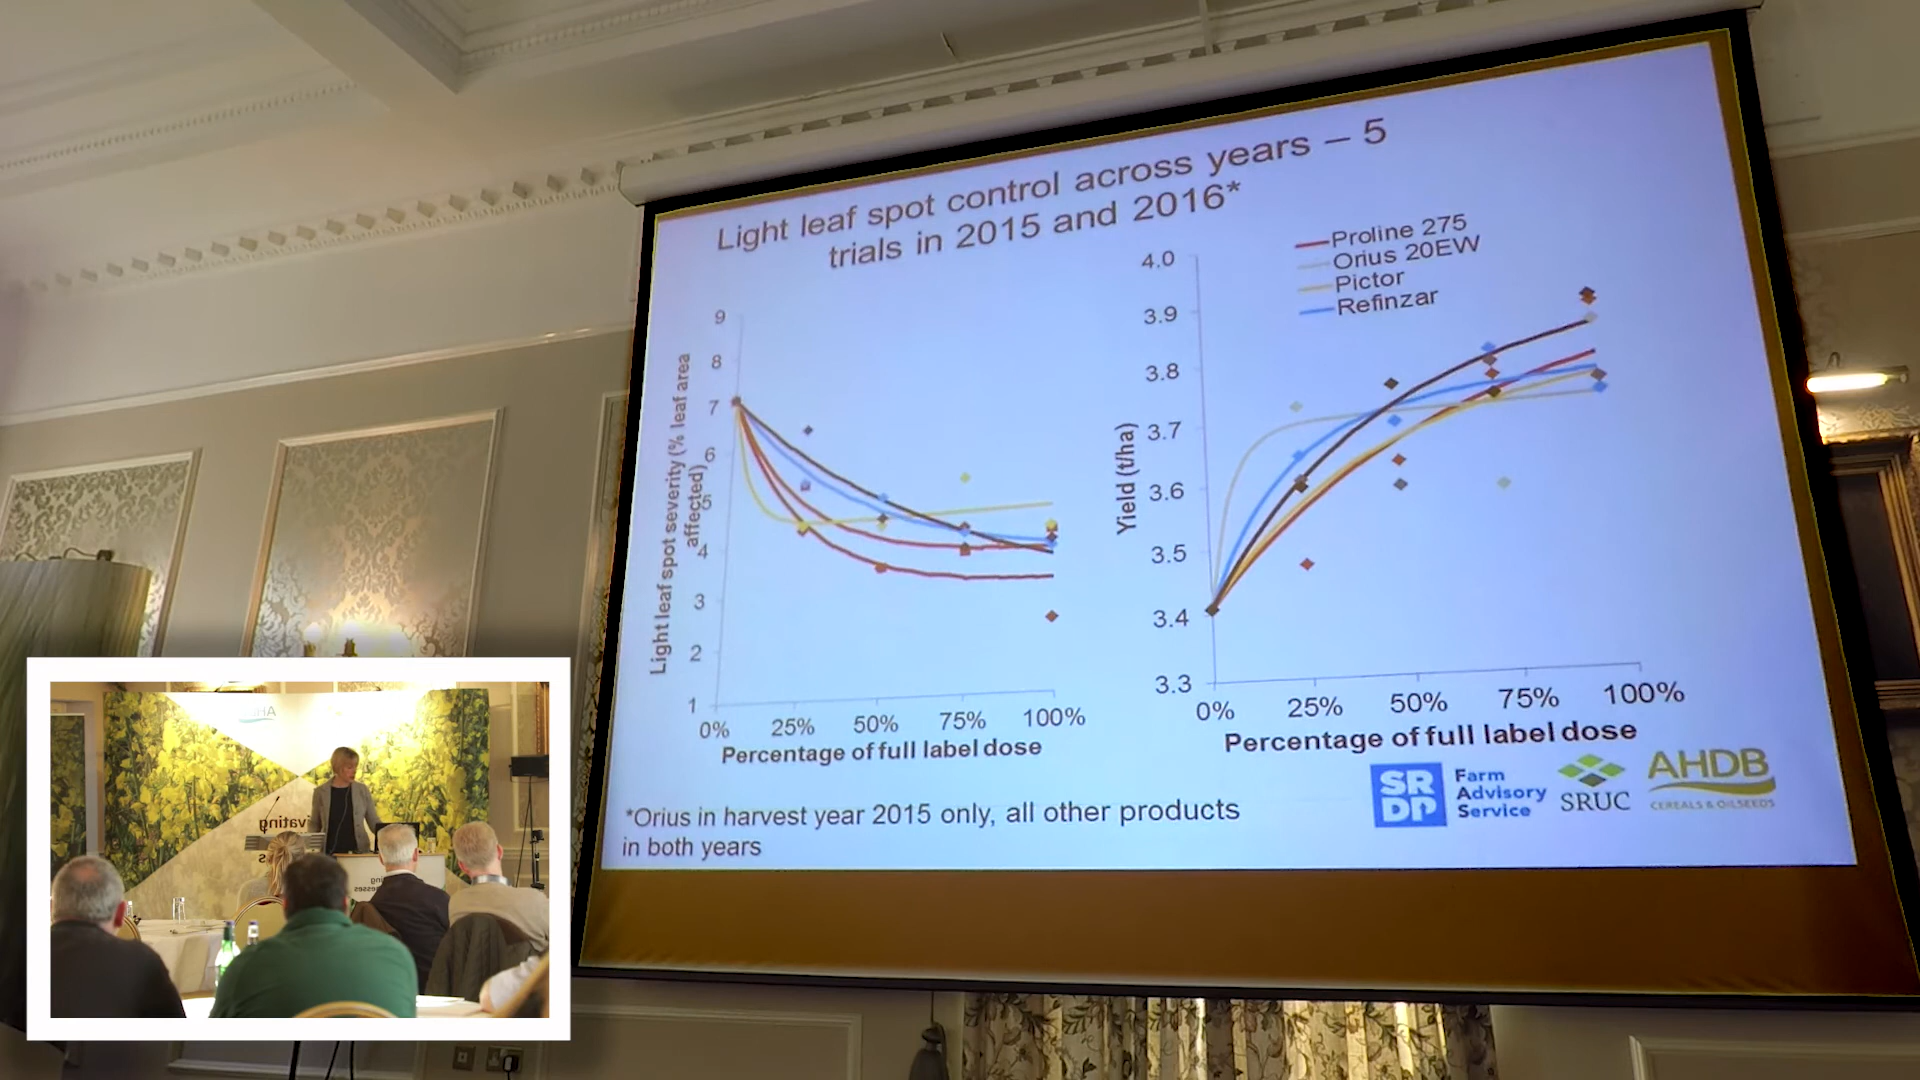 Light leaf spot control across years – 5
trials in 2015 and 2016*
Proline 275
Orius 20EW
Pictor
Refinzar
Light leaf spot severity (% leaf area
affected)
9
8
7
6
5
4
3
2
1
0% 25% 50% 75% 100%
Percentage of full label dose
Yield (t/ha)
4.0
3.9
3.8
3.7
3.6
3.5
3.4
3.3
0% 25% 50% 75% 100%
Percentage of full label dose
*Orius in harvest year 2015 only, all other products
in both years
SR
DP
Farm
Advisory
Service
SRUC
AHDB
CEREALS & OILSEEDS